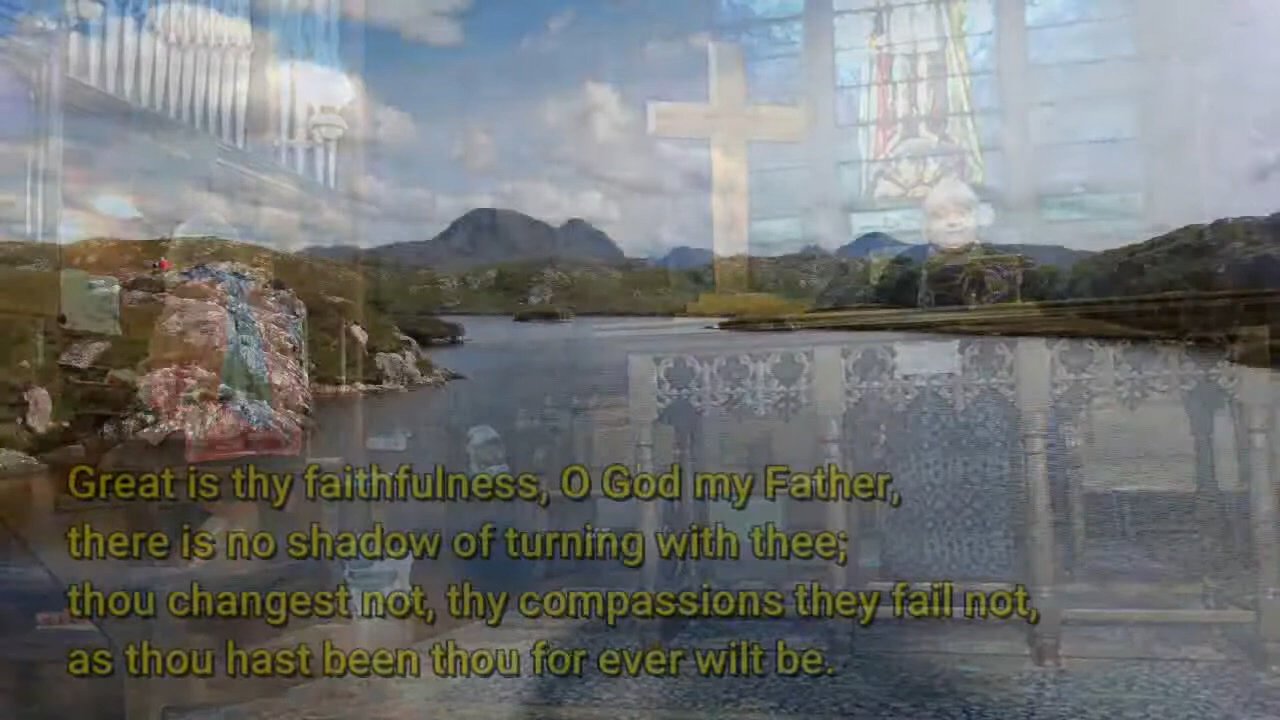 Great is thy faithfulness, O God my Father,
there is no shadow of turning with thee;
thou changest not, thy compassions they fail not,
as thou hast been thou for ever wilt be.